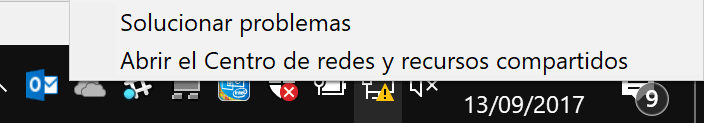 Solucionar problemas
Abrir el Centro de redes y recursos compartidos
13/09/2017
9